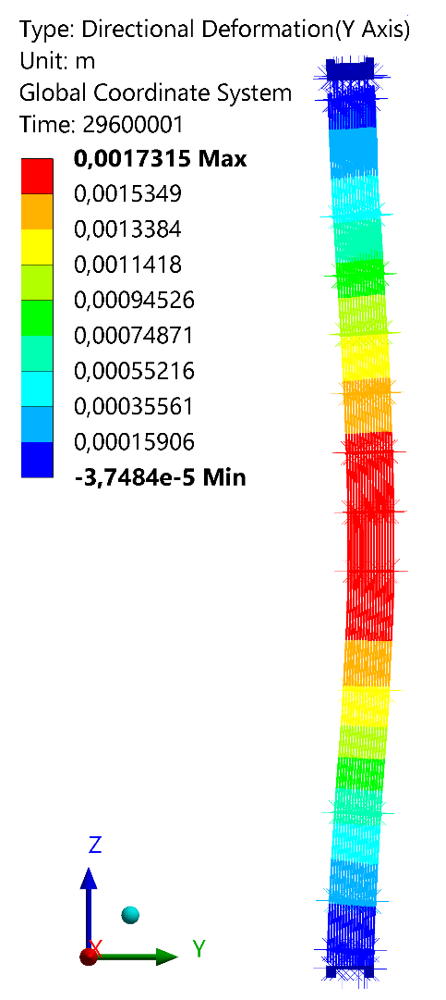 Type: Directional Deformation(Y Axis)
Unit: m
Global Coordinate System
Time: 29600001
0,0017315 Max
0,0015349
0,0013384
0,0011418
0,00094526
0,00074871
0,00055216
0,00035561
0,00015906
-3,7484e-5 Min
Z
X
Y